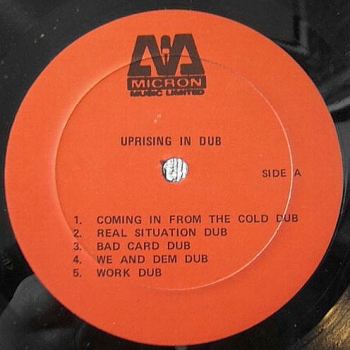 MICRON
MUSIC LIMITED
UPRISING IN DUB
SIDE A
1. COMING IN FROM THE COLD DUB
2. REAL SITUATION DUB
3. BAD CARD DUB
4. WE AND DEM DUB
5. WORK DUB